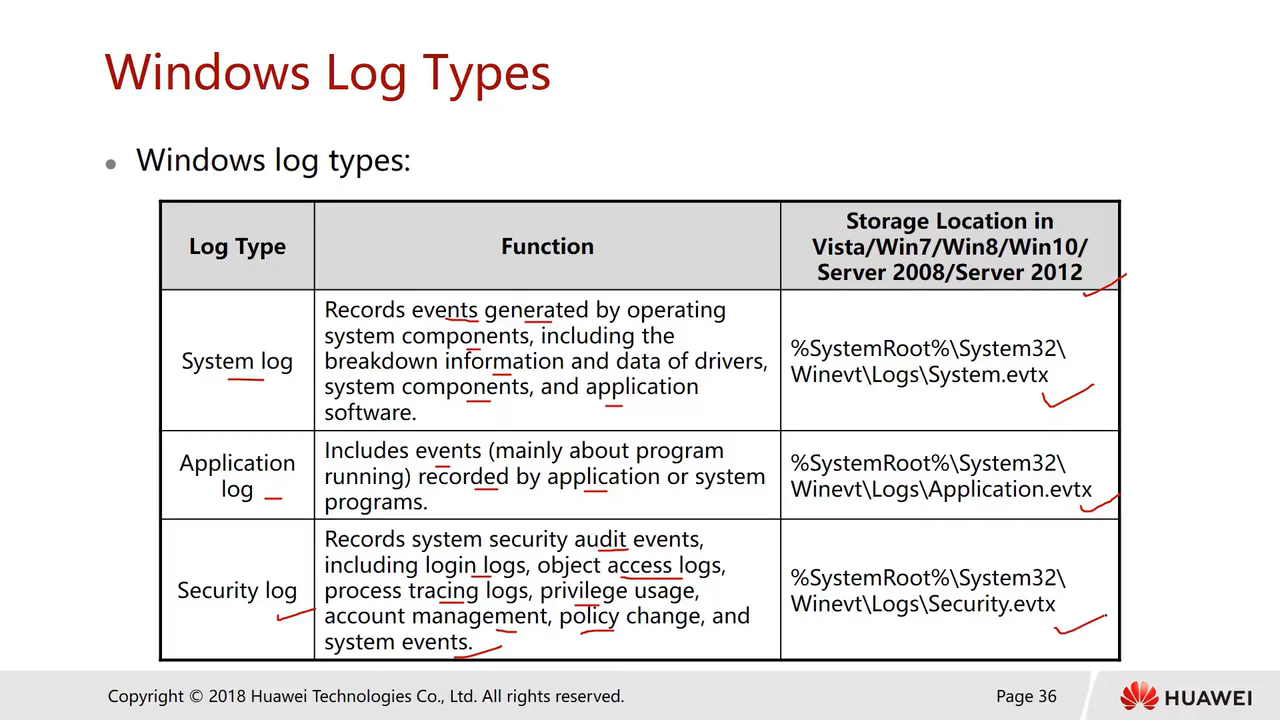 Windows Log Types
• Windows log types:
Log Type
Function
Storage Location in
Vista/Win7/Win8/Win10/
Server 2008/Server 2012
System log
Records events generated by operating
system components, including the
breakdown information and data of drivers,
system components, and application
software.
%SystemRoot%\System32\
Winevt\Logs\System.evtx
Application
log
Includes events (mainly about program
running) recorded by application or system
programs.
%SystemRoot%\System32\
Winevt\Logs\Application.evtx
Security log
Records system security audit events,
including login logs, object access logs,
process tracing logs, privilege usage,
account management, policy change, and
system events.
%SystemRoot%\System32\
Winevt\Logs\Security.evtx
Copyright © 2018 Huawei Technologies Co., Ltd. All rights reserved.
Page 36
HUAWEI